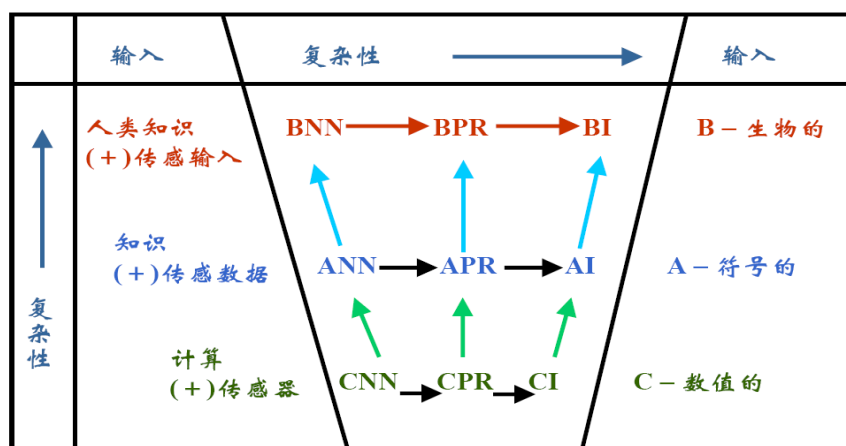 输入 复杂性 输入
人类知识 BNN BPR BI B－生物的
(+)传感输入
知识
(+)传感数据 ANN APR AI A－符号的
复杂性
计算
(+)传感器 CNN CPR CI C－数值的